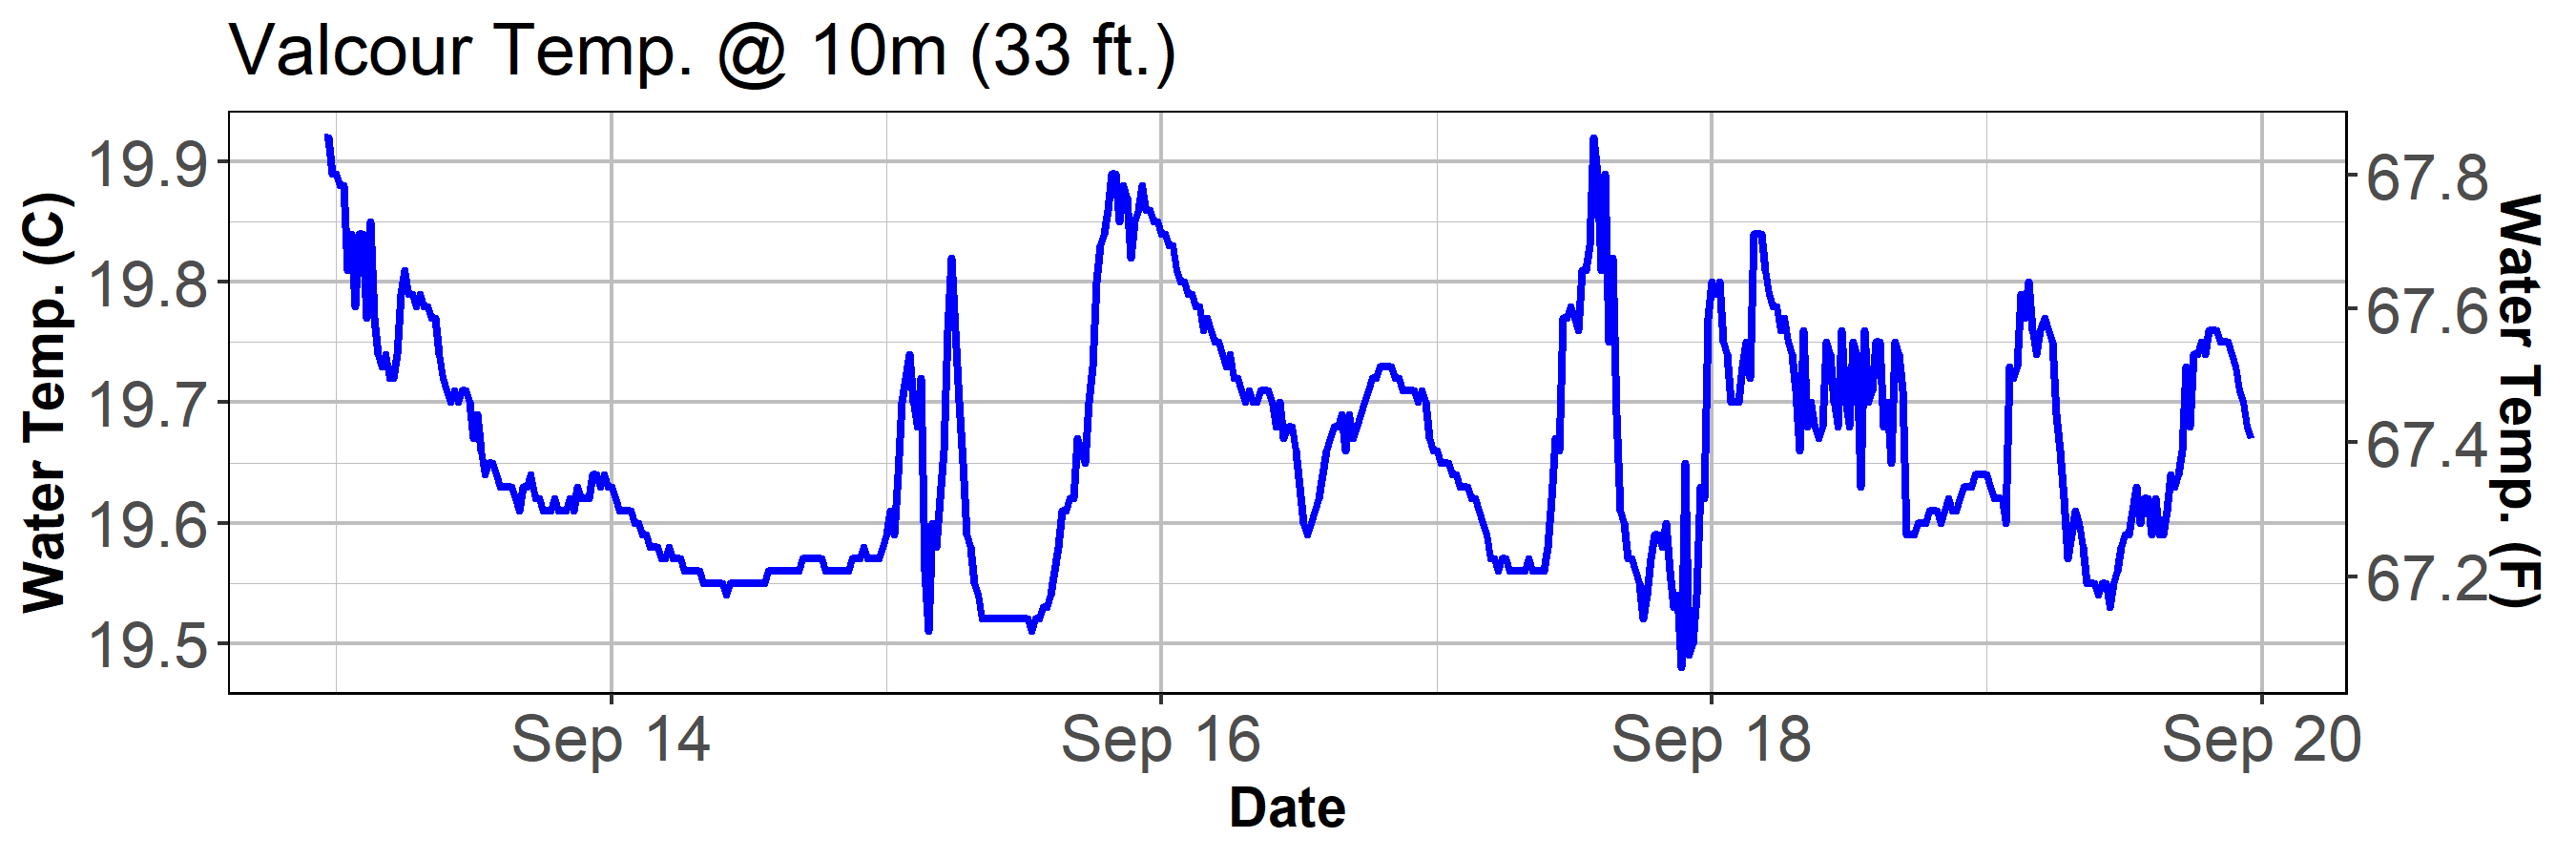 Valcour Temp. @ 10m (33 ft.)
Water Temp. (C)
19.9
19.8
19.7
19.6
19.5
67.8
67.6
67.4
67.2
Water Temp. (F)
Sep 14
Sep 16
Sep 18
Sep 20
Date